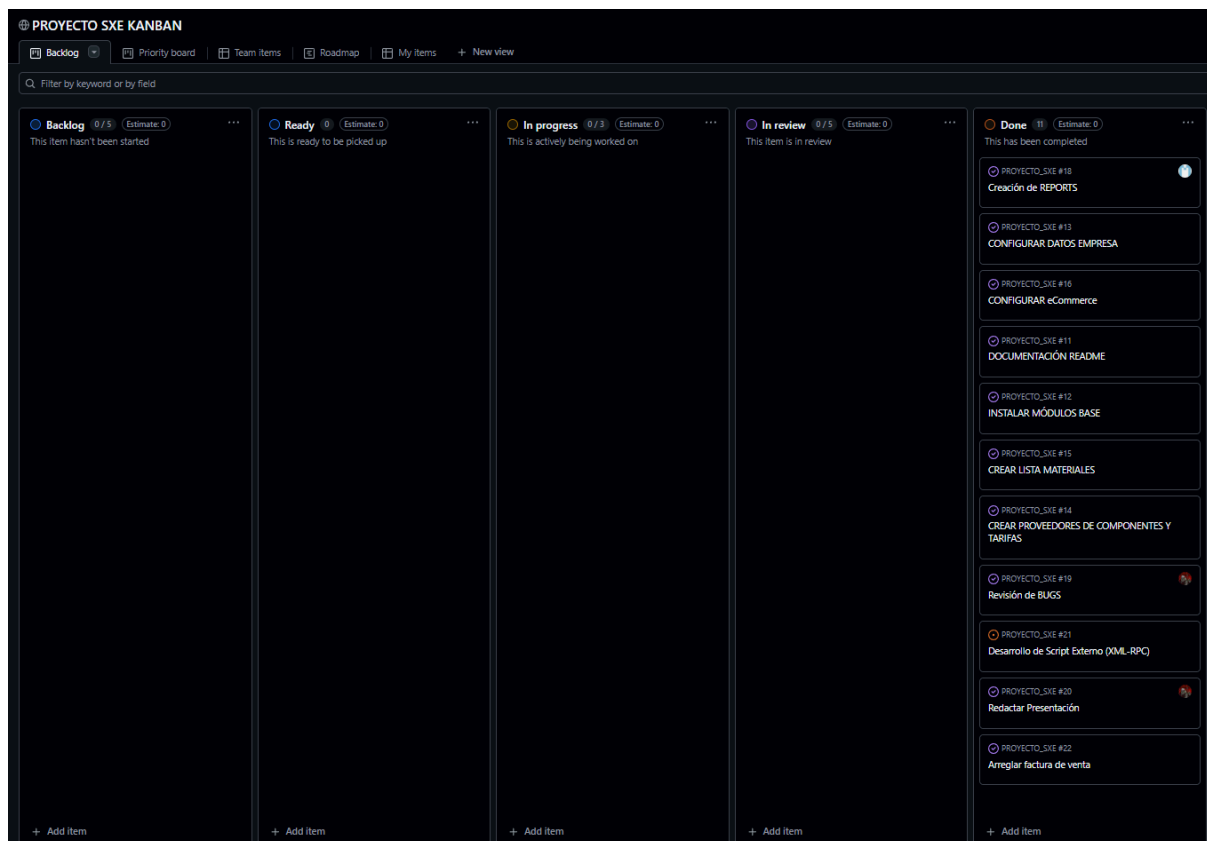 PROYECTO SXE KANBAN
Backlog
Priority board
Team items
Roadmap
My items
+ New view
Filter by keyword or by field
Backlog 0 / 5 Estimate: 0 ...
This item hasn't been started
+ Add item
Ready 0 Estimate: 0 ...
This is ready to be picked up
+ Add item
In progress 0 / 3 Estimate: 0 ...
This is actively being worked on
+ Add item
In review 0 / 5 Estimate: 0 ...
This item is in review
+ Add item
Done 11 Estimate: 0 ...
This has been completed
PROYECTO_SXE #18
Creación de REPORTS
PROYECTO_SXE #13
CONFIGURAR DATOS EMPRESA
PROYECTO_SXE #16
CONFIGURAR eCommerce
PROYECTO_SXE #11
DOCUMENTACIÓN README
PROYECTO_SXE #12
INSTALAR MÓDULOS BASE
PROYECTO_SXE #15
CREAR LISTA MATERIALES
PROYECTO_SXE #14
CREAR PROVEEDORES DE COMPONENTES Y
TARIFAS
PROYECTO_SXE #19
Revisión de BUGS
PROYECTO_SXE #21
Desarrollo de Script Externo (XML-RPC)
PROYECTO_SXE #20
Redactar Presentación
PROYECTO_SXE #22
Arreglar factura de venta
+ Add item